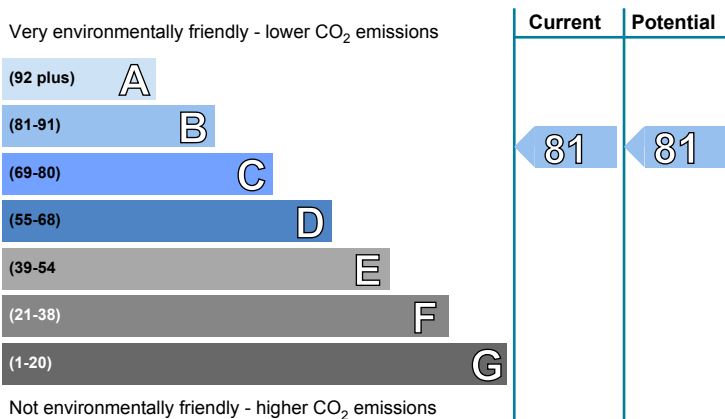 Very environmentally friendly - lower CO2 emissions
Current Potential
(92 plus) A
(81-91) B
81 81
(69-80) C
(55-68) D
(39-54 E
(21-38) F
(1-20) G
Not environmentally friendly - higher CO2 emissions